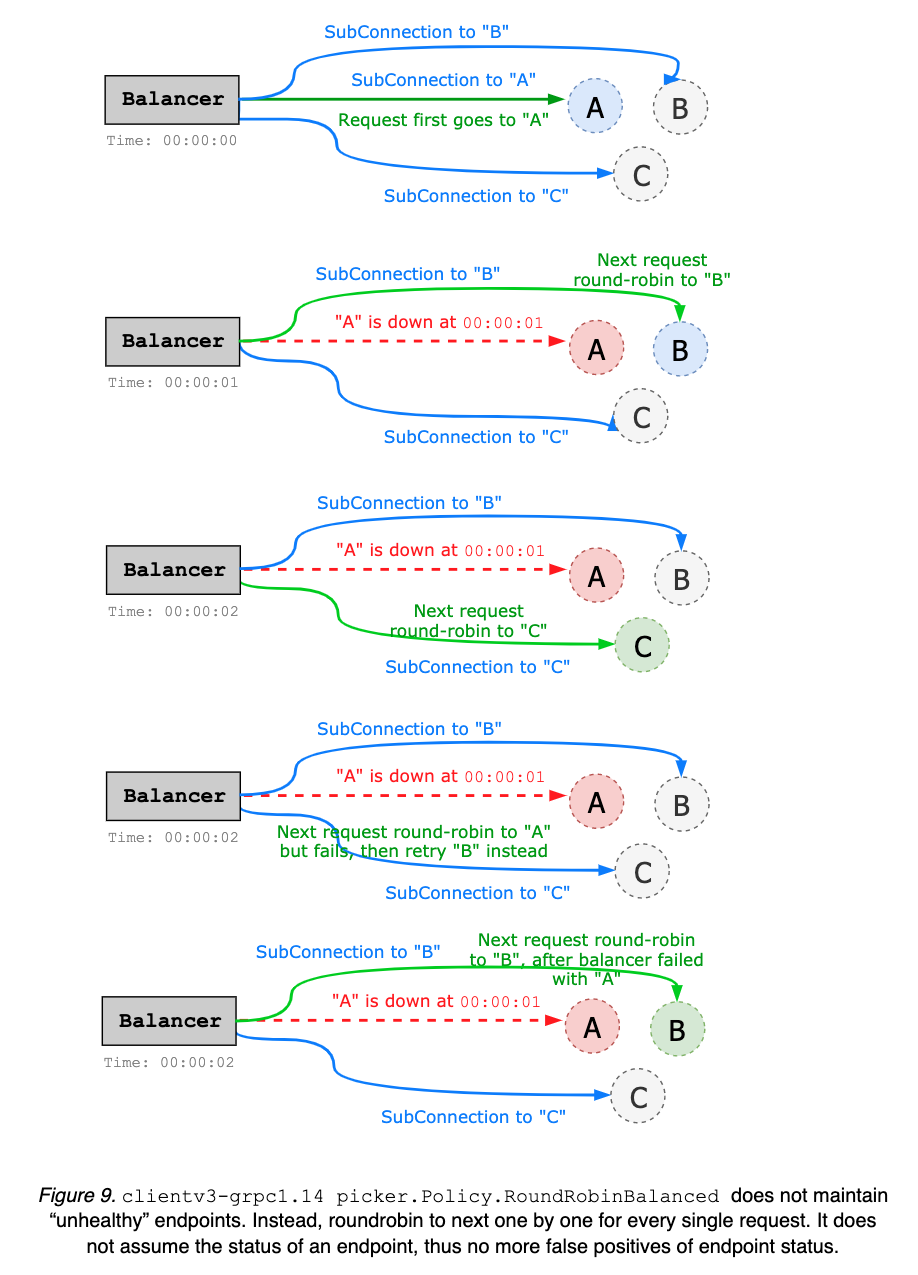 SubConnection to "B"
SubConnection to "A"
Balancer
A
B
Request first goes to "A"
Time: 00:00:00
C
SubConnection to "C"
Next request
round-robin to "B"
SubConnection to "B"
"A" is down at 00:00:01
Balancer
A
B
Time: 00:00:01
C
SubConnection to "C"
SubConnection to "B"
"A" is down at 00:00:01
Balancer
A
B
Time: 00:00:02
Next request
round-robin to "C"
C
SubConnection to "C"
SubConnection to "B"
"A" is down at 00:00:01
Balancer
A
B
Time: 00:00:02
Next request round-robin to "A"
but fails, then retry "B" instead
C
SubConnection to "C"
Next request round-robin
to "B", after balancer failed
with "A"
SubConnection to "B"
"A" is down at 00:00:01
Balancer
A
B
Time: 00:00:02
C
SubConnection to "C"
Figure 9. clientv3-grpc1.14 picker.Policy.RoundRobinBalanced does not maintain
“unhealthy” endpoints. Instead, roundrobin to next one by one for every single request. It does
not assume the status of an endpoint, thus no more false positives of endpoint status.